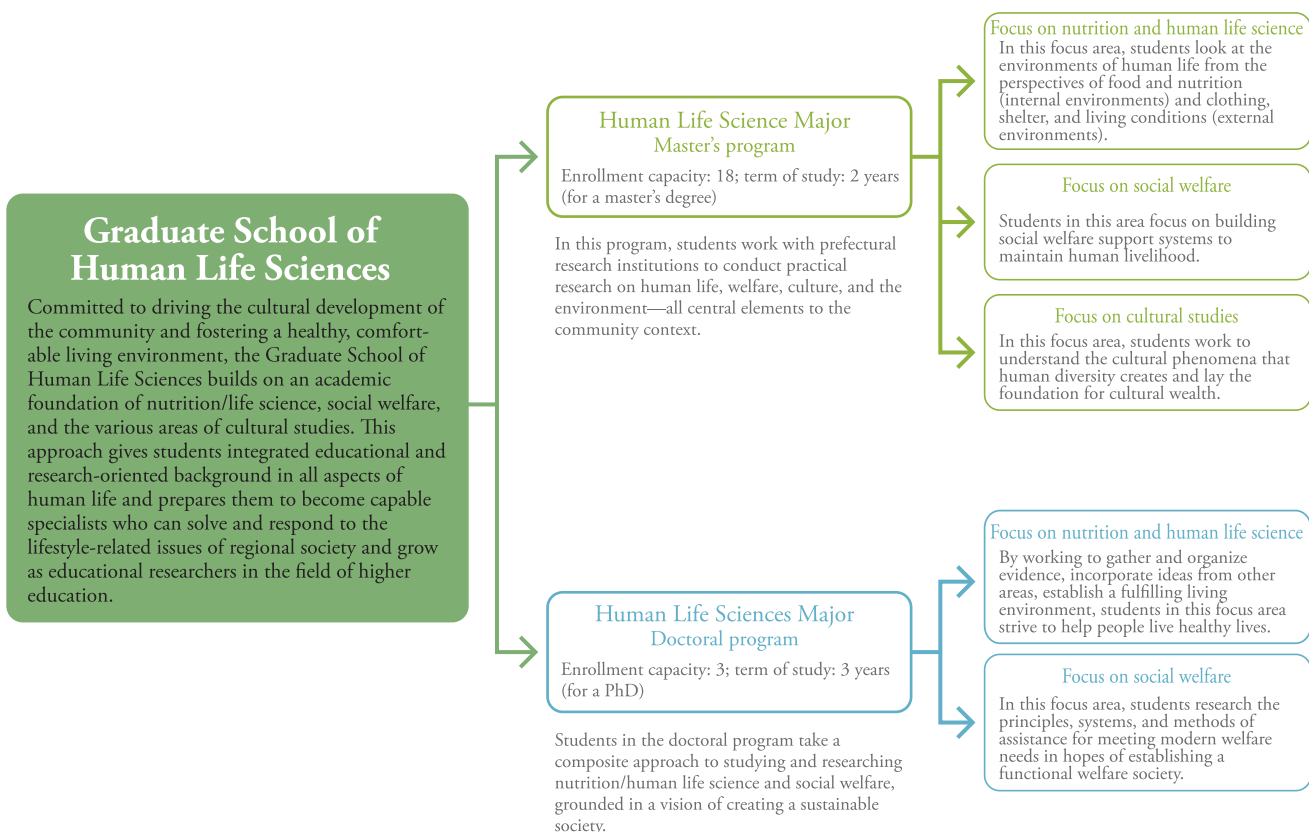 Graduate School of
Human Life Sciences
Committed to driving the cultural development of
the community and fostering a healthy, comfort-
able living environment, the Graduate School of
Human Life Sciences builds on an academic
foundation of nutrition/life science, social welfare,
and the various areas of cultural studies. This
approach gives students integrated educational and
research-oriented background in all aspects of
human life and prepares them to become capable
specialists who can solve and respond to the
lifestyle-related issues of regional society and grow
as educational researchers in the field of higher
education.
Human Life Science Major
Master’s program
Enrollment capacity: 18; term of study: 2 years
(for a master’s degree)
In this program, students work with prefectural
research institutions to conduct practical
research on human life, welfare, culture, and the
environment—all central elements to the
community context.
Focus on nutrition and human life science
In this focus area, students look at the
environments of human life from the
perspectives of food and nutrition
(internal environments) and clothing,
shelter, and living conditions (external
environments).
Focus on social welfare
Students in this area focus on building
social welfare support systems to
maintain human livelihood.
Focus on cultural studies
In this focus area, students work to
understand the cultural phenomena that
human diversity creates and lay the
foundation for cultural wealth.
Human Life Sciences Major
Doctoral program
Enrollment capacity: 3; term of study: 3 years
(for a PhD)
Students in the doctoral program take a
composite approach to studying and researching
nutrition/human life science and social welfare,
grounded in a vision of creating a sustainable
society.
Focus on nutrition and human life science
By working to gather and organize
evidence, incorporate ideas from other
areas, establish a fulfilling living
environment, students in this focus area
strive to help people live healthy lives.
Focus on social welfare
In this focus area, students research the
principles, systems, and methods of
assistance for meeting modern welfare
needs in hopes of establishing a
functional welfare society.